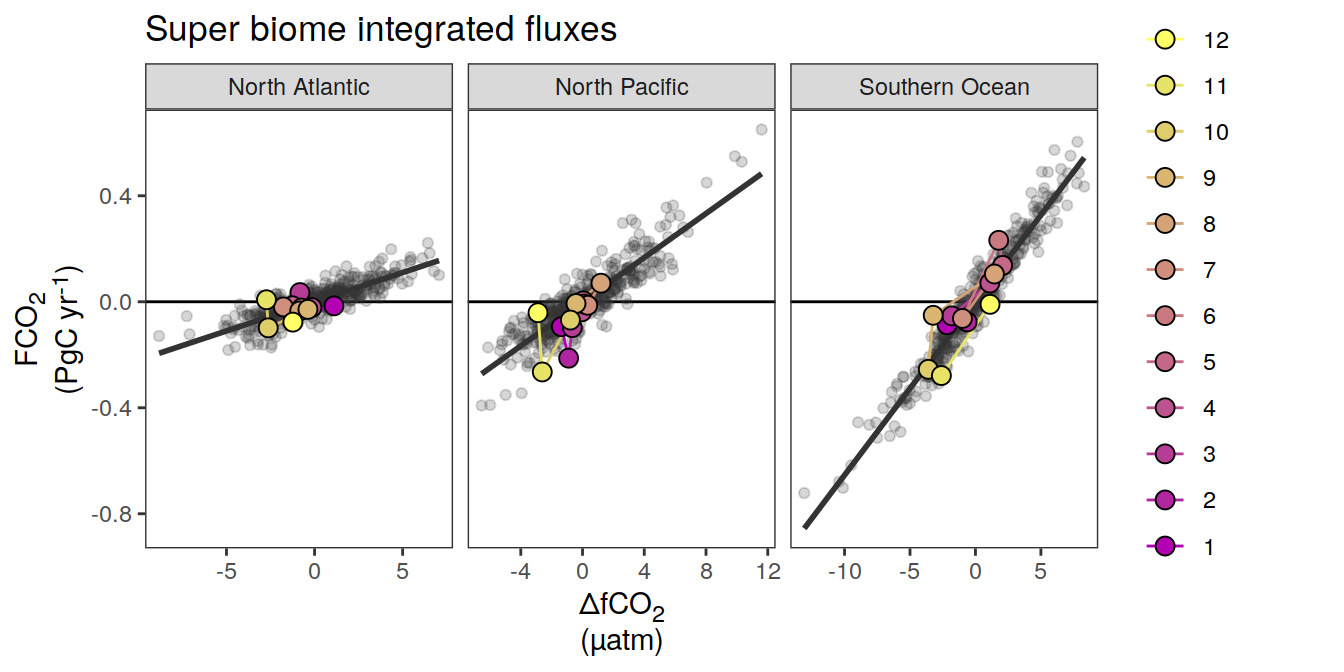 Super biome integrated fluxes
North Atlantic
North Pacific
Southern Ocean
FCO₂
(PgC yr⁻¹)
0.4
0.0
-0.4
-0.8
-5 0 5
-4 0 4 8 12
-10 -5 0 5
ΔfCO₂
(µatm)
12
11
10
9
8
7
6
5
4
3
2
1